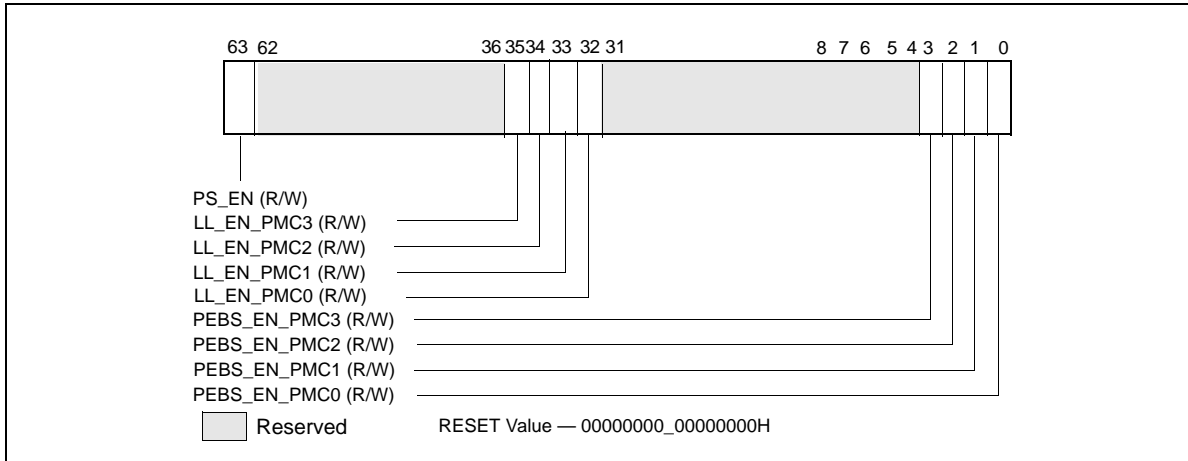 63 62 36 35 34 33 32 31 8 7 6 5 4 3 2 1 0
PS_EN (R/W)
LL_EN_PMC3 (R/W)
LL_EN_PMC2 (R/W)
LL_EN_PMC1 (R/W)
LL_EN_PMC0 (R/W)
PEBS_EN_PMC3 (R/W)
PEBS_EN_PMC2 (R/W)
PEBS_EN_PMC1 (R/W)
PEBS_EN_PMC0 (R/W)
Reserved RESET Value — 00000000_00000000H